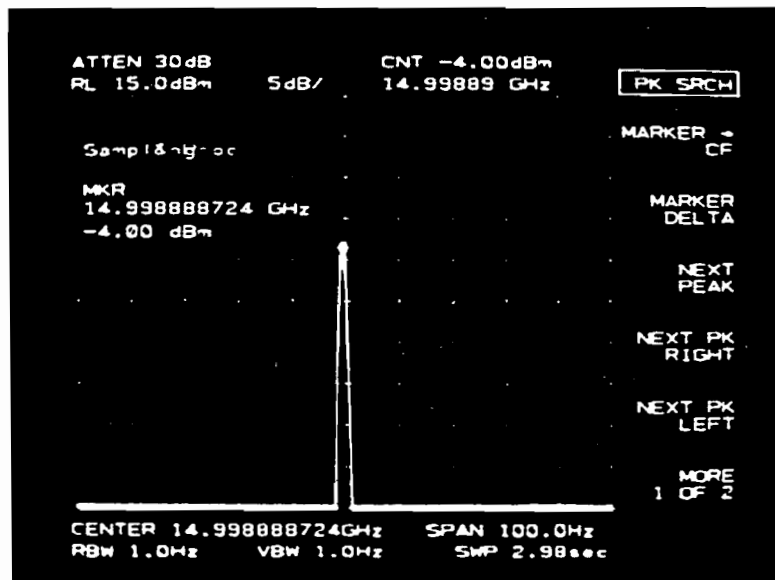 ATTEN 30dB
RL 15.0dBm 5dB/
CNT -4.00dBm
14.99889 GHz
PK SRCH
MARKER →
CF
MKR
14.998888724 GHz
-4.00 dBm
MARKER
DELTA
NEXT
PEAK
NEXT PK
RIGHT
NEXT PK
LEFT
MORE
1 OF 2
CENTER 14.998888724GHz SPAN 100.0Hz
RBW 1.0Hz VBW 1.0Hz SWP 2.98sec